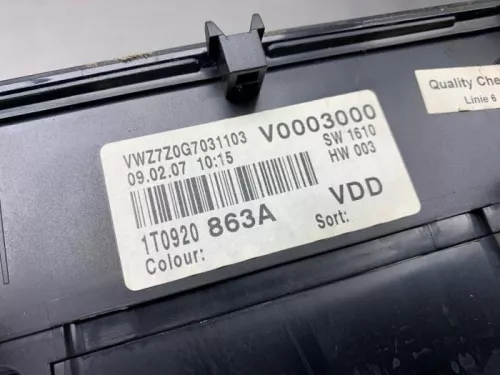 VWZ7Z0G7031103 V0003000
09.02.07 10:15 SW 1610
HW 003
1T0920 863A VDD
Colour: Sort:
Quality Che
Linie 6